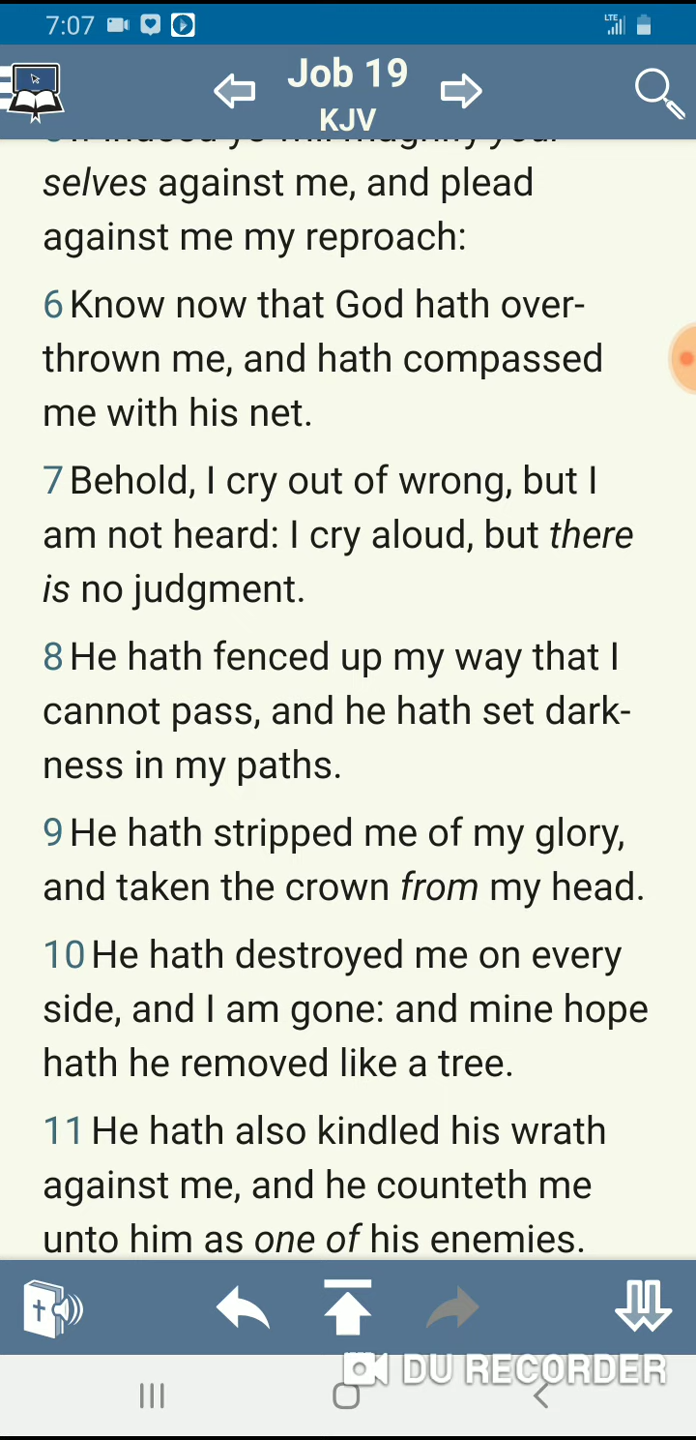 7:07
LTE
Job 19
KJV
selves against me, and plead
against me my reproach:
6 Know now that God hath over-
thrown me, and hath compassed
me with his net.
7 Behold, I cry out of wrong, but I
am not heard: I cry aloud, but there
is no judgment.
8 He hath fenced up my way that I
cannot pass, and he hath set dark-
ness in my paths.
9 He hath stripped me of my glory,
and taken the crown from my head.
10 He hath destroyed me on every
side, and I am gone: and mine hope
hath he removed like a tree.
11 He hath also kindled his wrath
against me, and he counteth me
unto him as one of his enemies.
DU RECORDER